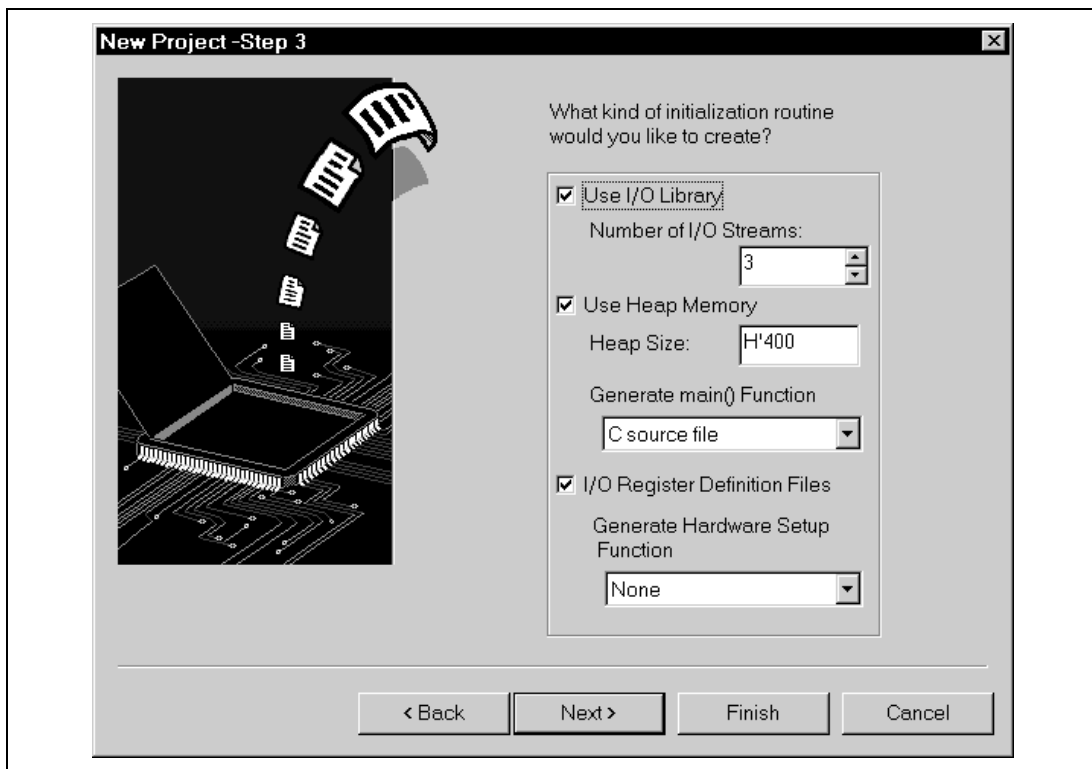 New Project -Step 3
What kind of initialization routine
would you like to create?
Use I/O Library
Number of I/O Streams:
3
Use Heap Memory
Heap Size:
H'400
Generate main() Function
C source file
I/O Register Definition Files
Generate Hardware Setup
Function
None
< Back
Next >
Finish
Cancel